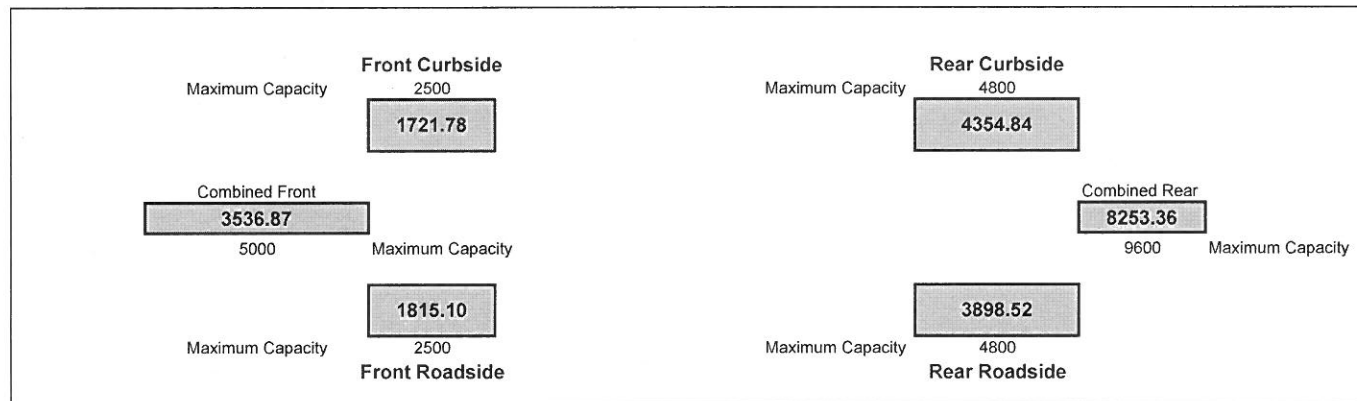 Front Curbside
Rear Curbside
Maximum Capacity 2500
Maximum Capacity 4800
1721.78
4354.84
Combined Front
Combined Rear
3536.87
8253.36
5000 Maximum Capacity
9600 Maximum Capacity
1815.10
3898.52
Maximum Capacity 2500
Maximum Capacity 4800
Front Roadside
Rear Roadside